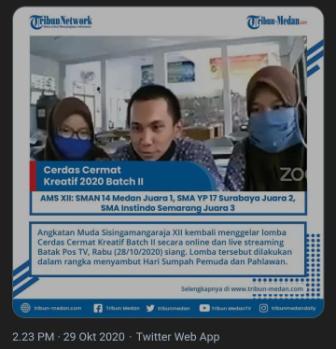 TribunNetwork
Tribun-Medan.com
ZO
Cerdas Cermat
Kreatif 2020 Batch II
AMS XII: SMAN 14 Medan Juara 1, SMA YP 17 Surabaya Juara 2,
SMA Instindo Semarang Juara 3
Angkatan Muda Sisingamangaraja XII kembali menggelar lomba
Cerdas Cermat Kreatif Batch II secara online dan live streaming
Batak Pos TV, Rabu (28/10/2020) siang. Lomba tersebut dilakukan
dalam rangka menyambut Hari Sumpah Pemuda dan Pahlawan.
Selengkapnya di www.tribun-medan.com
tribun-medan.com Tribun Medan tribunmedan Tribun MedanTV tribunmedandaily
2.23 PM · 29 Okt 2020 · Twitter Web App